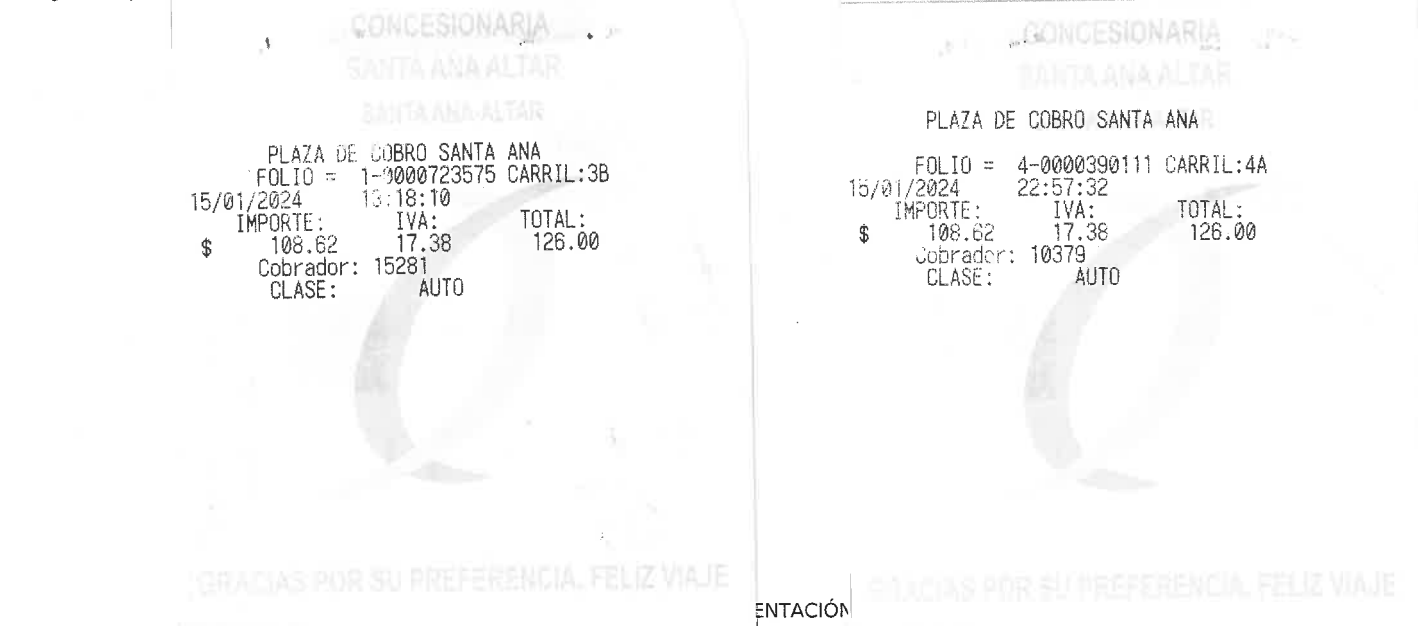 CONCESIONARIA
SANTA ANA ALTAR
SANTA ANA-ALTAR
PLAZA DE COBRO SANTA ANA
FOLIO = 1-0000723575 CARRIL:3B
15/01/2024 13:18:10
IMPORTE: IVA: TOTAL:
$ 108.62 17.38 126.00
Cobrador: 15281
CLASE: AUTO
GRACIAS POR SU PREFERENCIA, FELIZ VIAJE
CONCESIONARIA
SANTA ANA ALTAR
PLAZA DE COBRO SANTA ANA
FOLIO = 4-0000390111 CARRIL:4A
15/01/2024 22:57:32
IMPORTE: IVA: TOTAL:
$ 108.62 17.38 126.00
Cobrador: 10379
CLASE: AUTO
GRACIAS POR SU PREFERENCIA, FELIZ VIAJE
ENTACIÓN